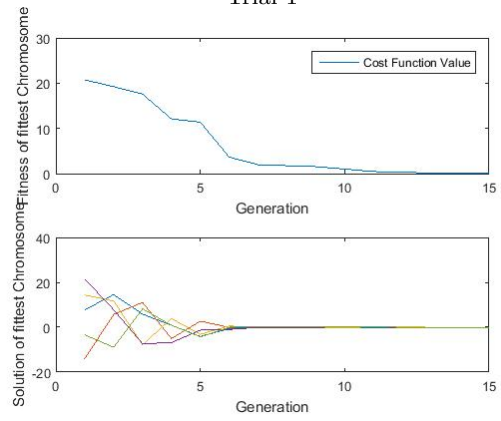 Trial 1
Fitness of fittest Chromosome
30
20
10
0
Cost Function Value
0
5
10
15
Generation
Solution of fittest Chromosome
40
20
0
-20
0
5
10
15
Generation